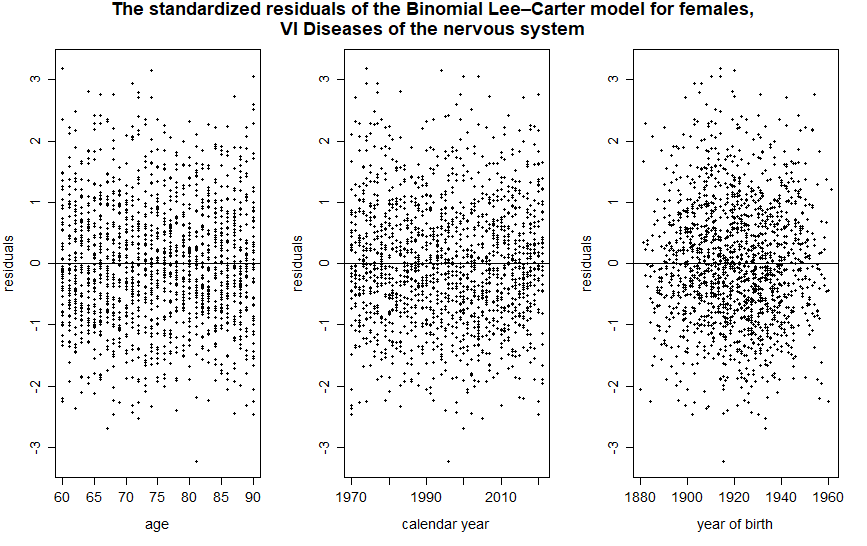 The standardized residuals of the Binomial Lee–Carter model for females,
VI Diseases of the nervous system
residuals
3
2
1
0
-1
-2
-3
60 65 70 75 80 85 90
age
residuals
3
2
1
0
-1
-2
-3
1970 1990 2010
calendar year
residuals
3
2
1
0
-1
-2
-3
1880 1900 1920 1940 1960
year of birth